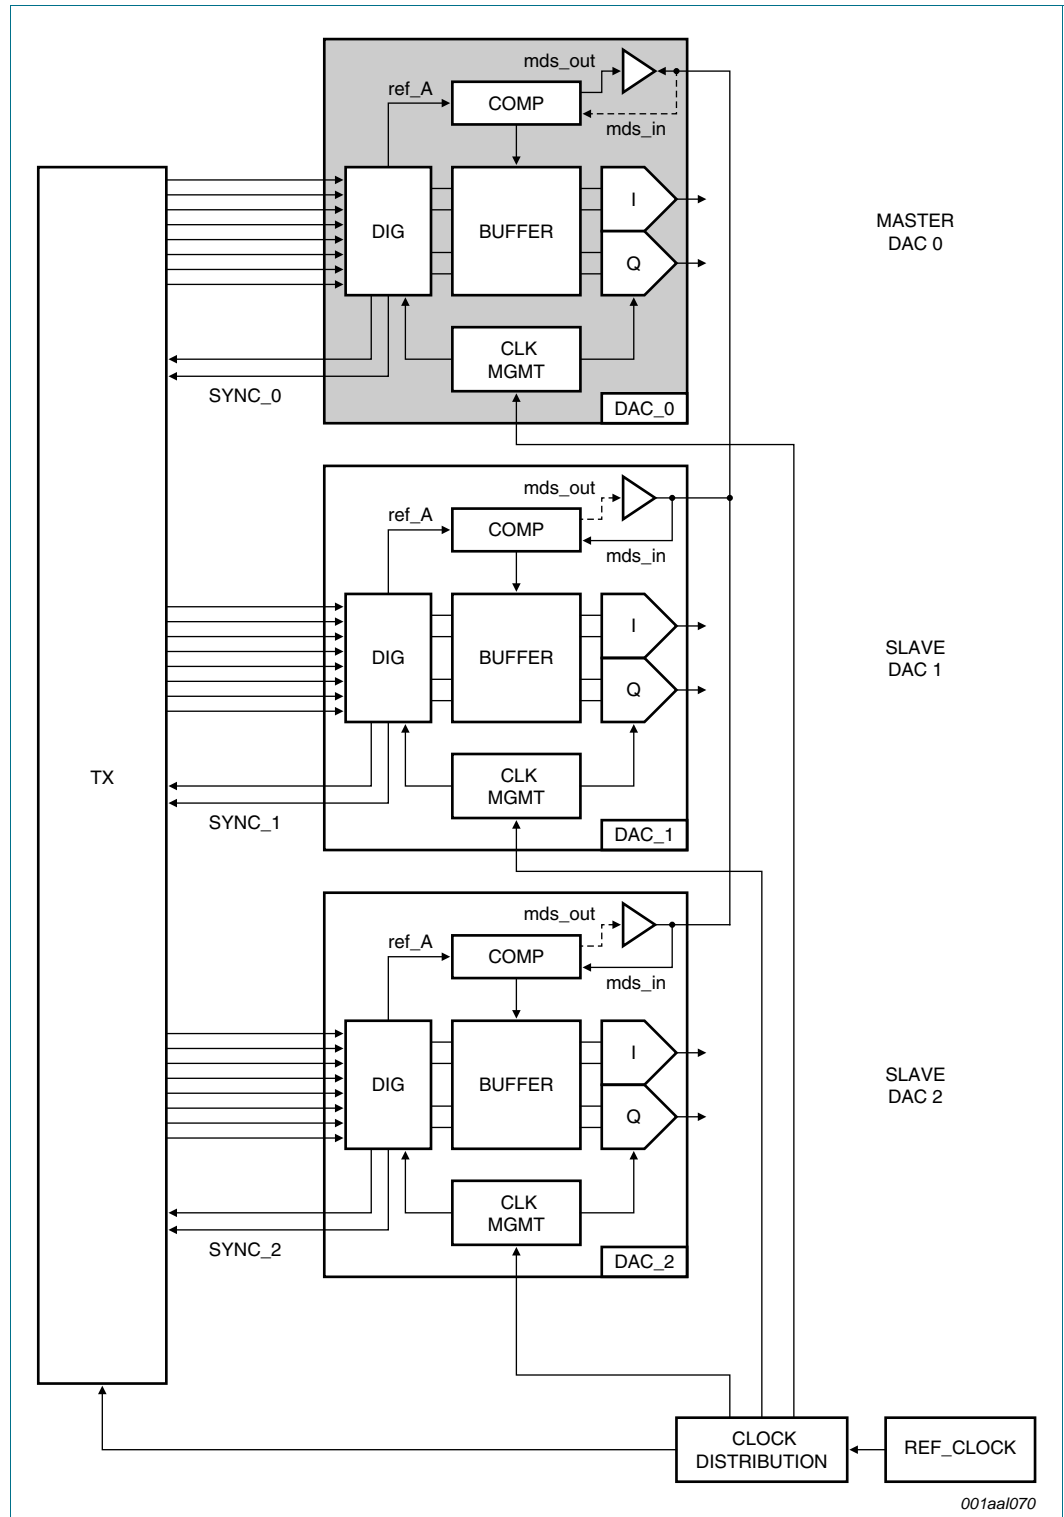 mds_out
ref_A
COMP
mds_in
DIG
BUFFER
I
Q
MASTER
DAC 0
CLK
MGMT
SYNC_0
DAC_0
mds_out
ref_A
COMP
mds_in
DIG
BUFFER
I
Q
SLAVE
DAC 1
TX
CLK
MGMT
SYNC_1
DAC_1
mds_out
ref_A
COMP
mds_in
DIG
BUFFER
I
Q
SLAVE
DAC 2
CLK
MGMT
SYNC_2
DAC_2
CLOCK
DISTRIBUTION
REF_CLOCK
001aal070